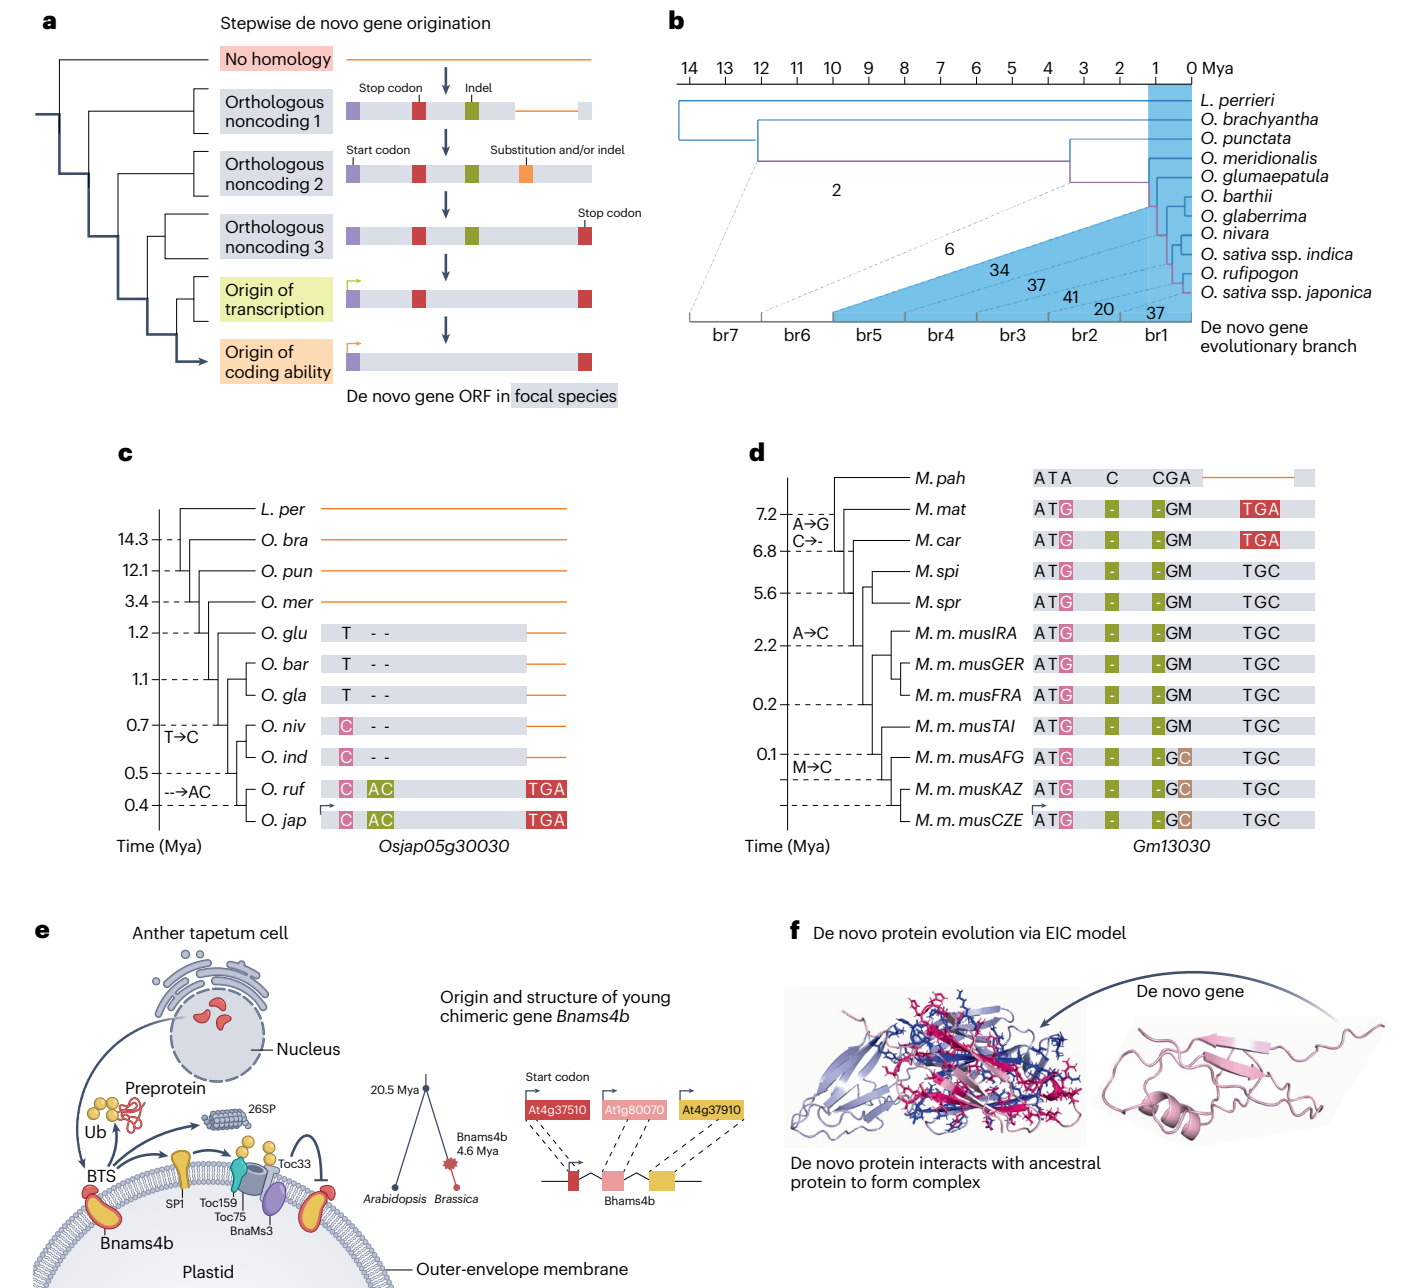 a
Stepwise de novo gene origination
No homology
Stop codon
Indel
Orthologous
noncoding 1
Start codon
Substitution and/or indel
Orthologous
noncoding 2
Stop codon
Orthologous
noncoding 3
Origin of
transcription
Origin of
coding ability
De novo gene ORF in focal species
b
14 13 12 11 10 9 8 7 6 5 4 3 2 1 0 Mya
L. perrieri
O. brachyantha
O. punctata
O. meridionalis
O. glumaepatula
O. barthii
O. glaberrima
O. nivara
O. sativa ssp. indica
O. rufipogon
O. sativa ssp. japonica
2
6
34
37
41
20
37
br7 br6 br5 br4 br3 br2 br1
De novo gene
evolutionary branch
c
L. per
14.3
O. bra
12.1
O. pun
3.4
O. mer
1.2
O. glu T - -
O. bar T - -
1.1
O. gla T - -
0.7
T→C
O. niv C - -
O. ind C - -
0.5
--→AC
O. ruf C AC TGA
0.4
O. jap C AC TGA
Time (Mya)
Osjap05g30030
d
M. pah ATA C CGA
7.2
A→G
C→-
M. mat ATG - -GM TGA
6.8
M. car ATG - -GM TGA
M. spi ATG - -GM TGC
5.6
M. spr ATG - -GM TGC
A→C
M. m. musIRA ATG - -GM TGC
2.2
M. m. musGER ATG - -GM TGC
M. m. musFRA ATG - -GM TGC
0.2
M. m. musTAI ATG - -GM TGC
0.1
M→C
M. m. musAFG ATG - -GC TGC
M. m. musKAZ ATG - -GC TGC
M. m. musCZE ATG - -GC TGC
Time (Mya)
Gm13030
e
Anther tapetum cell
Nucleus
Preprotein
Ub
26SP
BTS
SP1
Toc159
Toc75
BnaMs3
Toc33
Bnams4b
Plastid
Outer-envelope membrane
Origin and structure of young
chimeric gene Bnams4b
20.5 Mya
Bnams4b
4.6 Mya
Arabidopsis Brassica
Start codon
At4g37510 At1g80070 At4g37910
Bhams4b
f
De novo protein evolution via EIC model
De novo gene
De novo protein interacts with ancestral
protein to form complex